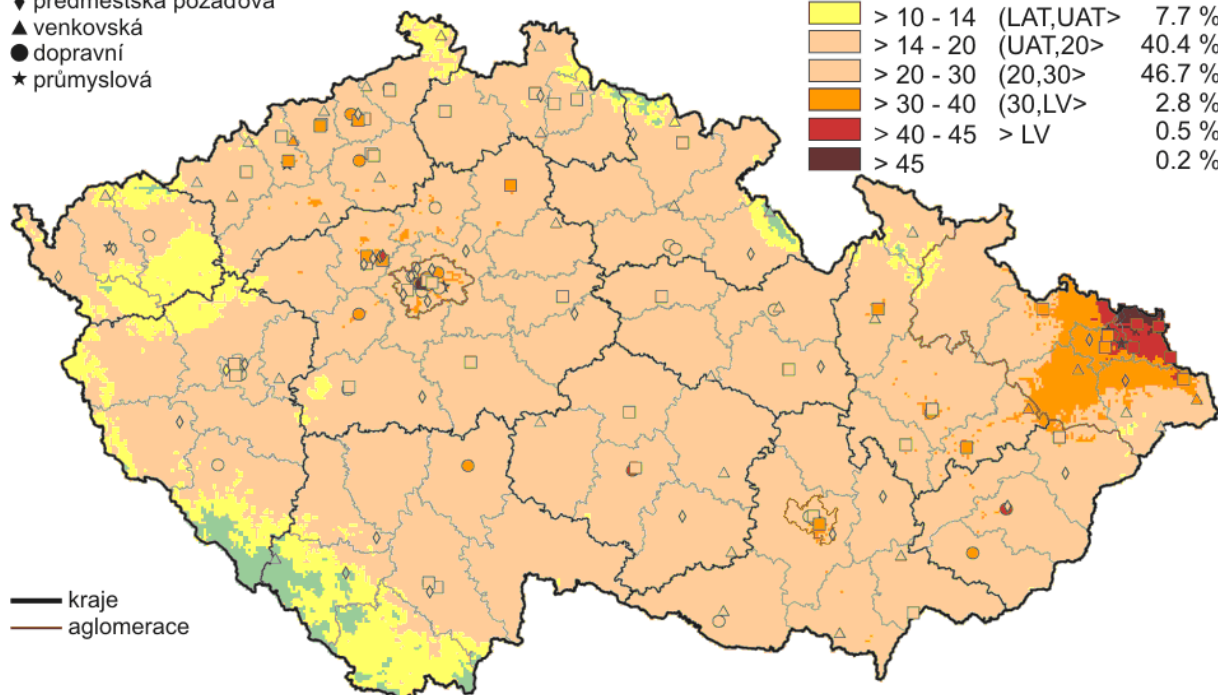 předměstská pozaďová
venkovská
dopravní
průmyslová
> 10 - 14 (LAT,UAT> 7.7 %
> 14 - 20 (UAT,20> 40.4 %
> 20 - 30 (20,30> 46.7 %
> 30 - 40 (30,LV> 2.8 %
> 40 - 45 > LV 0.5 %
> 45 0.2 %
kraje
aglomerace